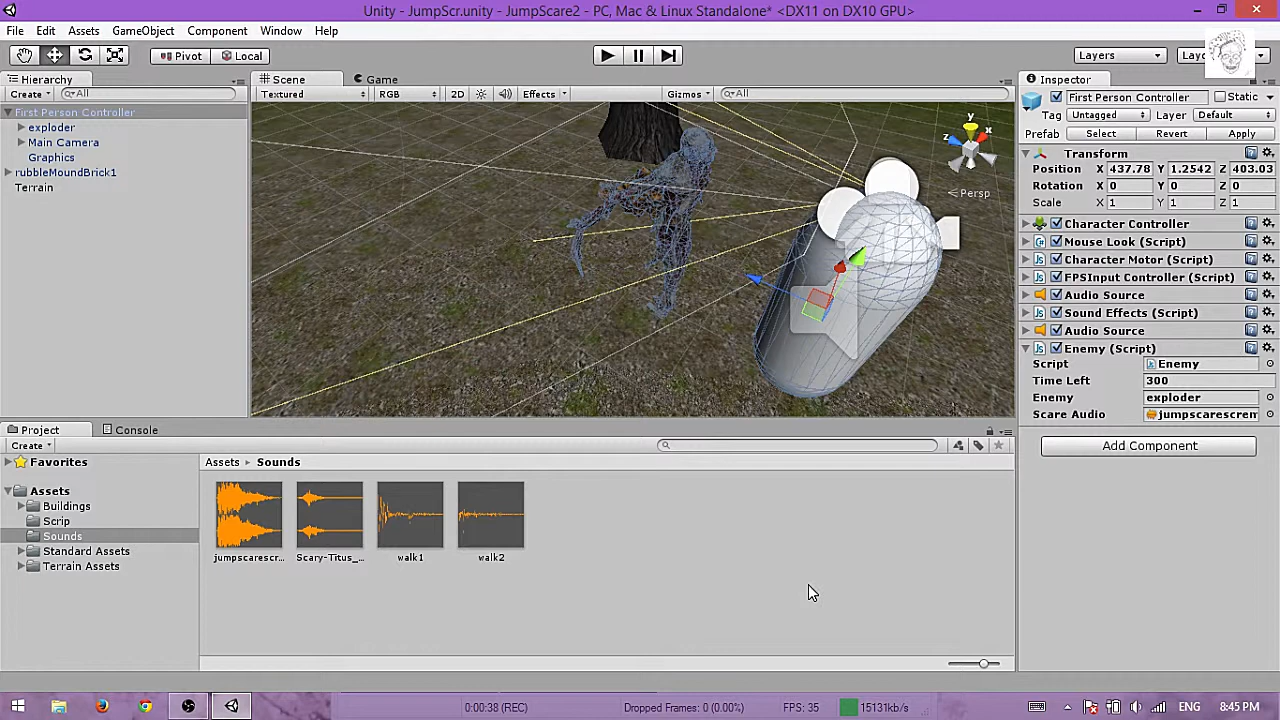 Unity - JumpScr.unity - JumpScare2 - PC, Mac & Linux Standalone* <DX11 on DX10 GPU>
File Edit Assets GameObject Component Window Help
Pivot Local Layers
Hierarchy
Create All
First Person Controller
exploder
Main Camera
Graphics
rubbleMoundBrick1
Terrain
Scene Game
Textured RGB 2D Effects Gizmos All
y
x
z
Persp
Inspector
First Person Controller Static
Tag Untagged Layer Default
Prefab Select Revert Apply
Transform
Position X 437.78 Y 1.2542 Z 403.03
Rotation X 0 Y 0 Z 0
Scale X 1 Y 1 Z 1
Character Controller
Mouse Look (Script)
Character Motor (Script)
FPSInput Controller (Script)
Audio Source
Sound Effects (Script)
Audio Source
Enemy (Script)
Script Enemy
Time Left 300
Enemy exploder
Scare Audio jumpscarescrem
Add Component
Project Console
Create
Favorites
Assets
Buildings
Scrip
Sounds
Standard Assets
Terrain Assets
Assets Sounds
jumpscarescr... Scary-Titus_... walk1 walk2
0:00:38 (REC) Dropped Frames: 0 (0.00%) FPS: 35 15131kb/s ENG 8:45 PM